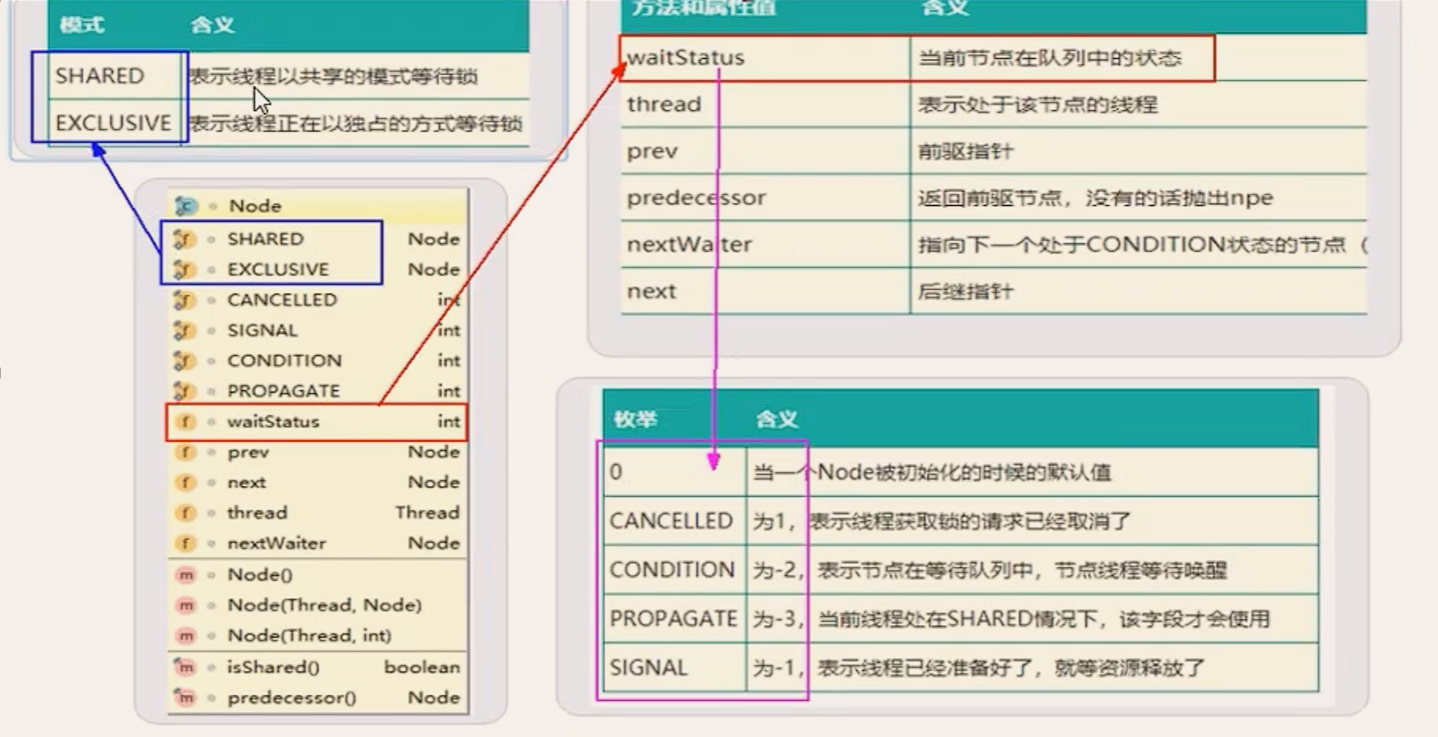 模式 含义
SHARED 表示线程以共享的模式等待锁
EXCLUSIVE 表示线程正在以独占的方式等待锁
方法和属性值 含义
waitStatus 当前节点在队列中的状态
thread 表示处于该节点的线程
prev 前驱指针
predecessor 返回前驱节点，没有的话抛出npe
nextWaiter 指向下一个处于CONDITION状态的节点（
next 后继指针
Node
SHARED Node
EXCLUSIVE Node
CANCELLED int
SIGNAL int
CONDITION int
PROPAGATE int
waitStatus int
prev Node
next Node
thread Thread
nextWaiter Node
Node()
Node(Thread, Node)
Node(Thread, int)
isShared() boolean
predecessor() Node
枚举 含义
0 当一个Node被初始化的时候的默认值
CANCELLED 为1，表示线程获取锁的请求已经取消了
CONDITION 为-2，表示节点在等待队列中，节点线程等待唤醒
PROPAGATE 为-3，当前线程处在SHARED情况下，该字段才会使用
SIGNAL 为-1，表示线程已经准备好了，就等资源释放了